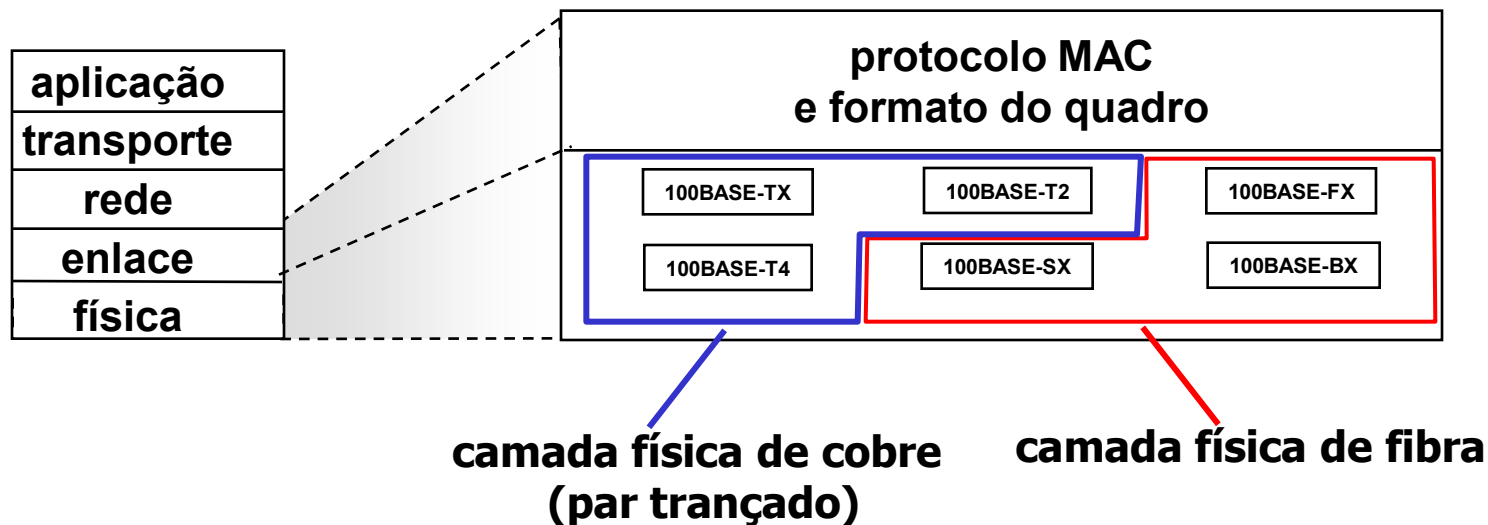 aplicação
transporte
rede
enlace
física
protocolo MAC
e formato do quadro
100BASE-TX
100BASE-T2
100BASE-FX
100BASE-T4
100BASE-SX
100BASE-BX
camada física de cobre
(par trançado)
camada física de fibra